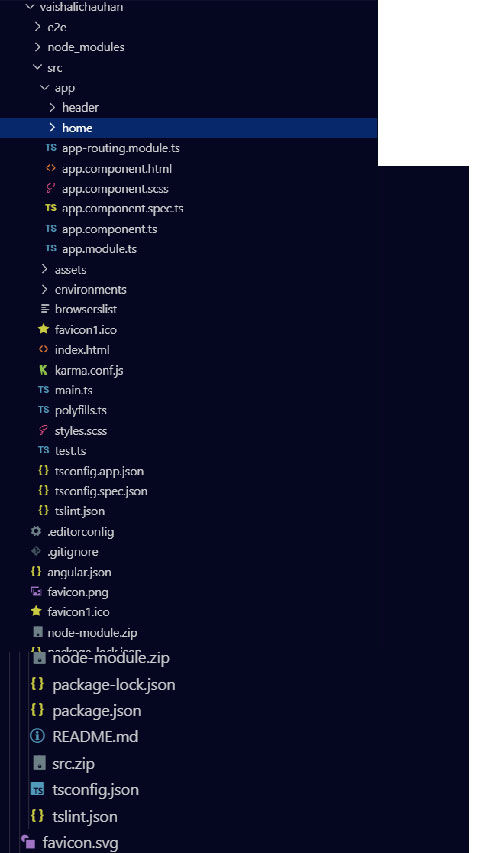 vaishalichauhan
e2e
node_modules
src
app
header
home
TS app-routing.module.ts
app.component.html
app.component.scss
TS app.component.spec.ts
TS app.component.ts
TS app.module.ts
assets
environments
browserslist
favicon1.ico
index.html
karma.conf.js
TS main.ts
TS polyfills.ts
styles.scss
TS test.ts
{} tsconfig.app.json
{} tsconfig.spec.json
{} tslint.json
.editorconfig
.gitignore
{} angular.json
favicon.png
favicon1.ico
node-module.zip
{} package-lock.json
node-module.zip
{} package-lock.json
{} package.json
README.md
src.zip
TS tsconfig.json
{} tslint.json
favicon.svg